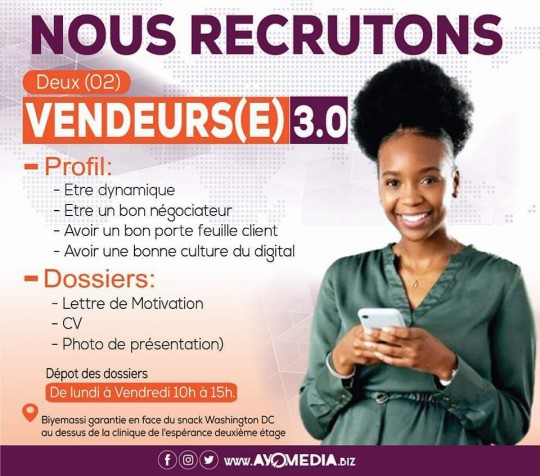 NOUS RECRUTONS
Deux (02)
VENDEURS(E) 3.0
- Profil:
- Etre dynamique
- Etre un bon négociateur
- Avoir un bon porte feuille client
- Avoir une bonne culture du digital
- Dossiers:
- Lettre de Motivation
- CV
- Photo de présentation)
Dépot des dossiers
De lundi à Vendredi 10h à 15h.
Biyemassi garantie en face du snack Washington DC
au dessus de la clinique de l'espérance deuxième étage
www.AYOMEDIA.BIZ